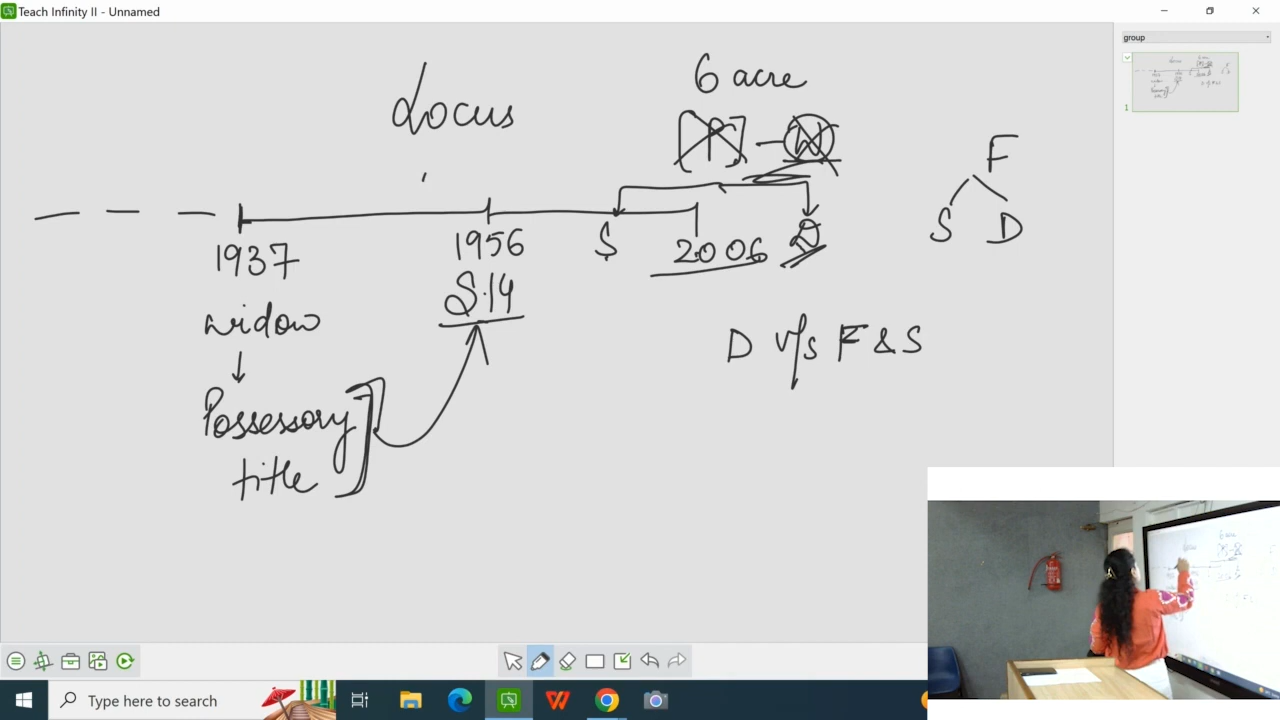 Teach Infinity II - Unnamed
group
1
Locus
6 acre
F
S D
1937
1956
S
2006
D
S.14
widow
D v/s F & S
Possessory
title
Type here to search